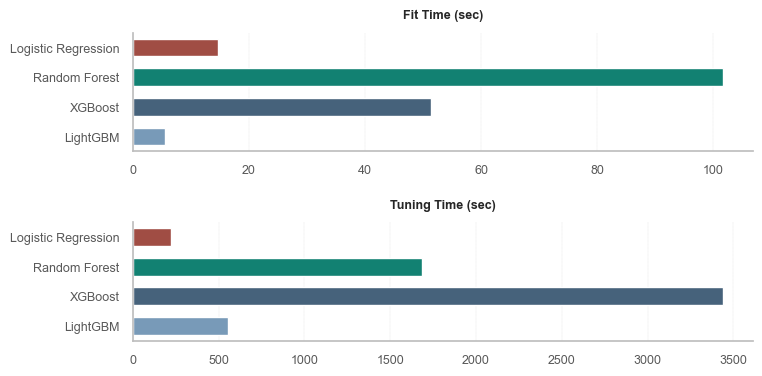 Fit Time (sec)
Logistic Regression
Random Forest
XGBoost
LightGBM
0 20 40 60 80 100
Tuning Time (sec)
Logistic Regression
Random Forest
XGBoost
LightGBM
0 500 1000 1500 2000 2500 3000 3500